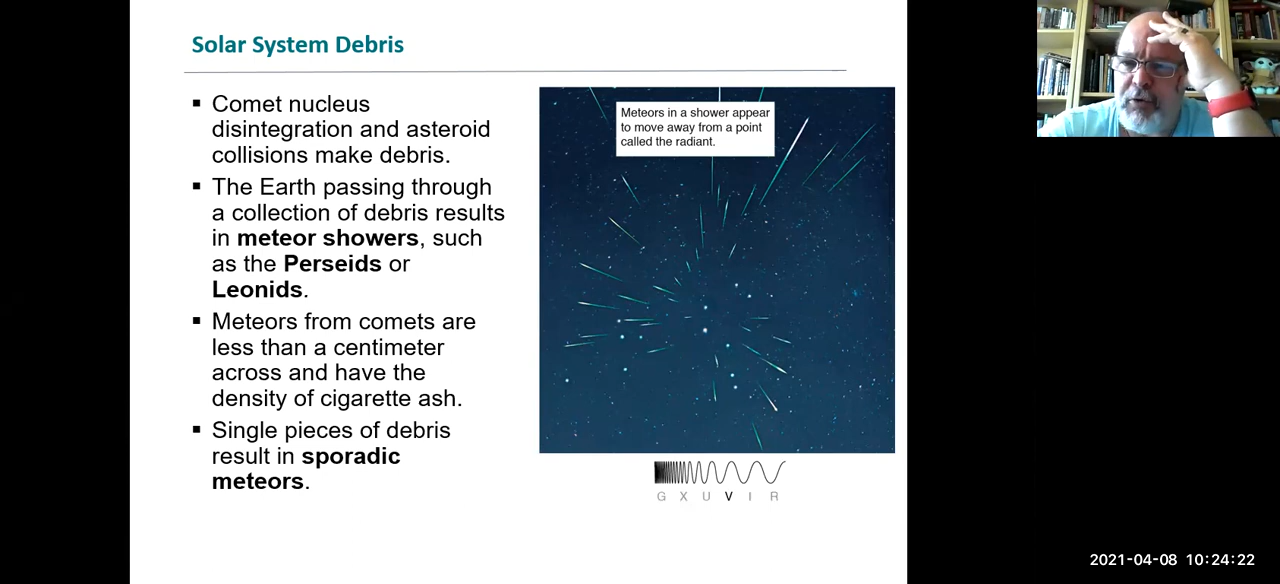 Solar System Debris
▪ Comet nucleus
disintegration and asteroid
collisions make debris.
▪ The Earth passing through
a collection of debris results
in meteor showers, such
as the Perseids or
Leonids.
▪ Meteors from comets are
less than a centimeter
across and have the
density of cigarette ash.
▪ Single pieces of debris
result in sporadic
meteors.
Meteors in a shower appear
to move away from a point
called the radiant.
G X U V I R
2021-04-08 10:24:22